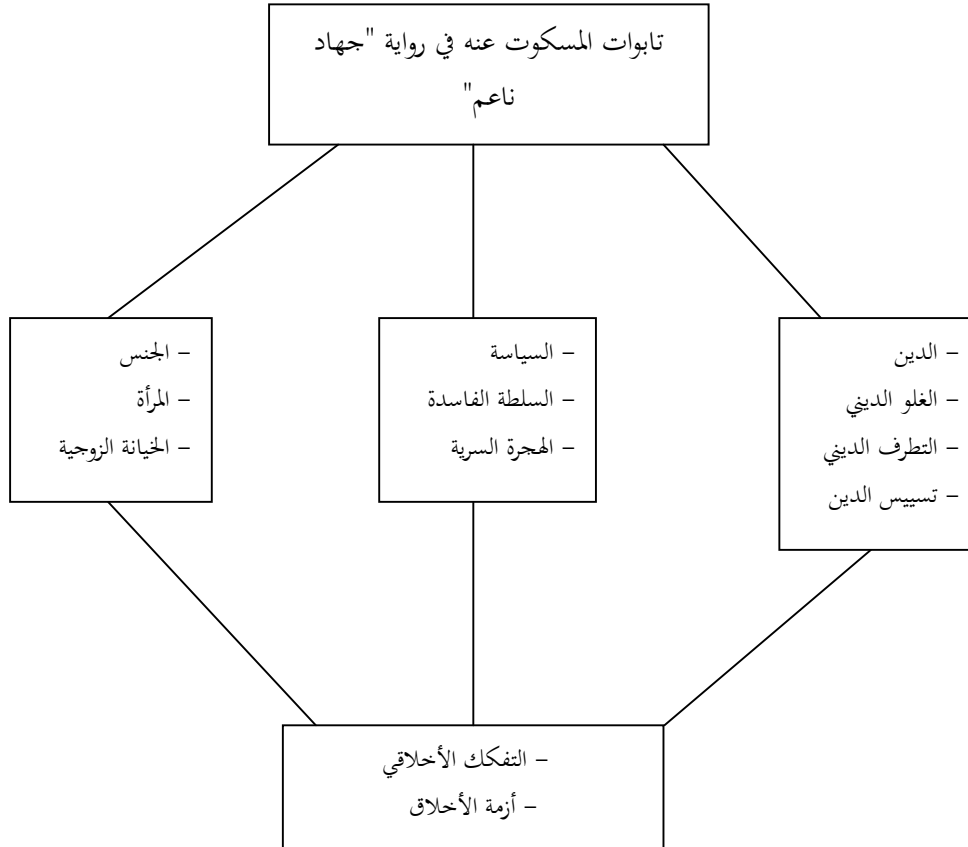 تابوات المسكوت عنه في رواية "جهاد
ناعم"
– الدين
– الغلو الديني
– التطرف الديني
– تسييس الدين
– السياسة
– السلطة الفاسدة
– الهجرة السرية
– الجنس
– المرأة
– الخيانة الزوجية
– التفكك الأخلاقي
– أزمة الأخلاق